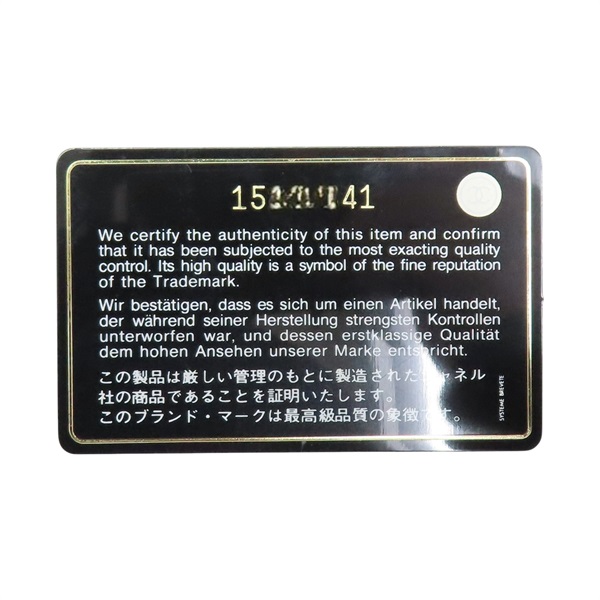 15 41
We certify the authenticity of this item and confirm
that it has been subjected to the most exacting quality
control. Its high quality is a symbol of the fine reputation
of the Trademark.
Wir bestätigen, dass es sich um einen Artikel handelt,
der während seiner Herstellung strengsten Kontrollen
unterworfen war, und dessen erstklassige Qualität
dem hohen Ansehen unserer Marke entspricht.
この製品は厳しい管理のもとに製造されたシャネル
社の商品であることを証明いたします。
このブランド・マークは最高級品質の象徴です。
SYSTEME BREVETE